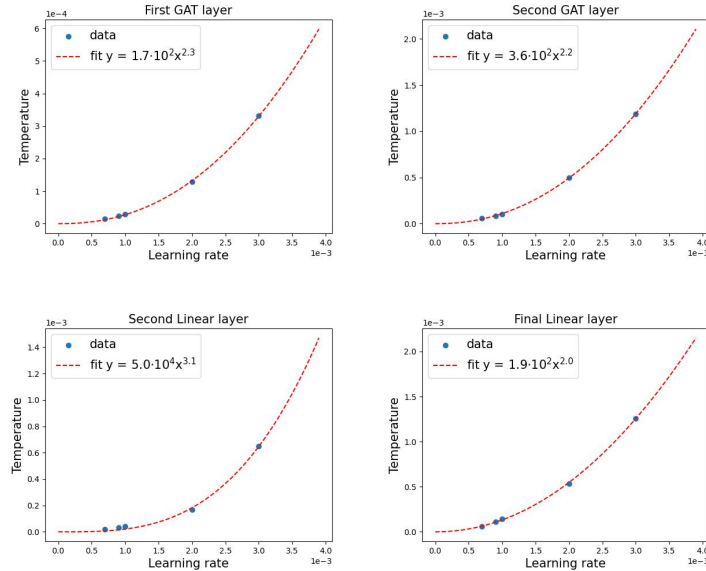 First GAT layer
1e−4
data
fit y = 1.7·10²x²·³
Temperature
6
5
4
3
2
1
0
0.0 0.5 1.0 1.5 2.0 2.5 3.0 3.5 4.0
Learning rate
1e−3
Second GAT layer
1e−3
data
fit y = 3.6·10²x²·²
Temperature
2.0
1.5
1.0
0.5
0.0
0.0 0.5 1.0 1.5 2.0 2.5 3.0 3.5 4.0
Learning rate
1e−3
Second Linear layer
1e−3
data
fit y = 5.0·10⁴x³·¹
Temperature
1.4
1.2
1.0
0.8
0.6
0.4
0.2
0.0
0.0 0.5 1.0 1.5 2.0 2.5 3.0 3.5 4.0
Learning rate
1e−3
Final Linear layer
1e−3
data
fit y = 1.9·10²x²·⁰
Temperature
2.0
1.5
1.0
0.5
0.0
0.0 0.5 1.0 1.5 2.0 2.5 3.0 3.5 4.0
Learning rate
1e−3